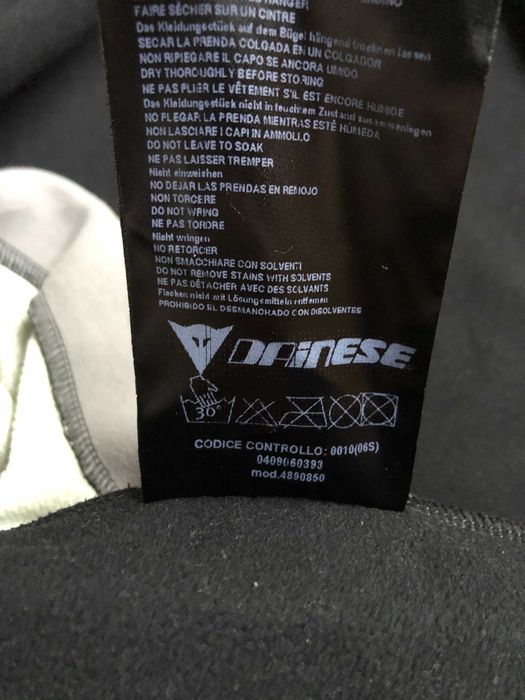 FAIRE SÉCHER SUR UN CINTRE
Das Kleidungsstück auf dem Bügel hängend trocknen lassen
SECAR LA PRENDA COLGADA EN UN COLGADOR
NON RIPIEGARE IL CAPO SE ANCORA UMIDO
DRY THOROUGHLY BEFORE STORING
NE PAS PLIER LE VÊTEMENT S'IL EST ENCORE HUMIDE
Das Kleidungsstück nicht in feuchtem Zustand zusammenlegen
NO PLEGAR LA PRENDA MIENTRAS ESTÉ HÚMEDA
NON LASCIARE I CAPI IN AMMOLLO
DO NOT LEAVE TO SOAK
NE PAS LAISSER TREMPER
Nicht einweichen
NO DEJAR LAS PRENDAS EN REMOJO
NON TORCERE
DO NOT WRING
NE PAS TORDRE
Nicht wringen
NO RETORCER
NON SMACCHIARE CON SOLVENTI
DO NOT REMOVE STAINS WITH SOLVENTS
NE PAS DÉTACHER AVEC DES SOLVANTS
Flecken nicht mit Lösungsmitteln entfernen
PROHIBIDO EL DESMANCHADO CON DISOLVENTES
DAINESE
30°
CODICE CONTROLLO: 0010(06S)
0409060393
mod.4890850